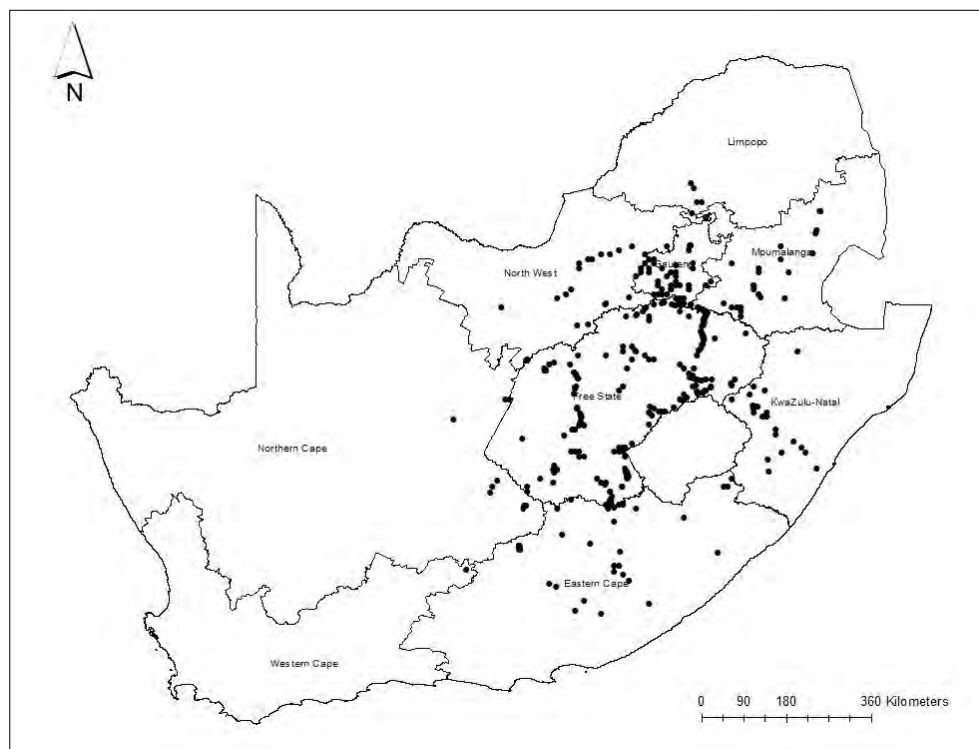 N
Limpopo
Mpumalanga
Gauteng
North West
Free State
KwaZulu-Natal
Northern Cape
Eastern Cape
Western Cape
0 90 180 360 Kilometers